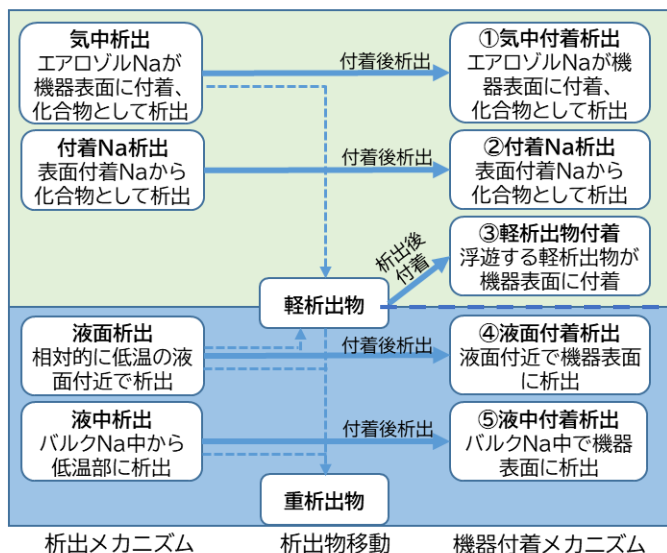 気中析出
エアロゾルNaが
機器表面に付着、
化合物として析出
付着後析出
①気中付着析出
エアロゾルNaが機
器表面に付着、
化合物として析出
付着Na析出
表面付着Naから
化合物として析出
付着後析出
②付着Na析出
表面付着Naから
化合物として析出
析出後
付着
③軽析出物付着
浮遊する軽析出物が
機器表面に付着
軽析出物
液面析出
相対的に低温の液
面付近で析出
付着後析出
④液面付着析出
液面付近で機器表面
に析出
液中析出
バルクNa中から
低温部に析出
付着後析出
⑤液中付着析出
バルクNa中で機器
表面に析出
重析出物
析出メカニズム
析出物移動
機器付着メカニズム